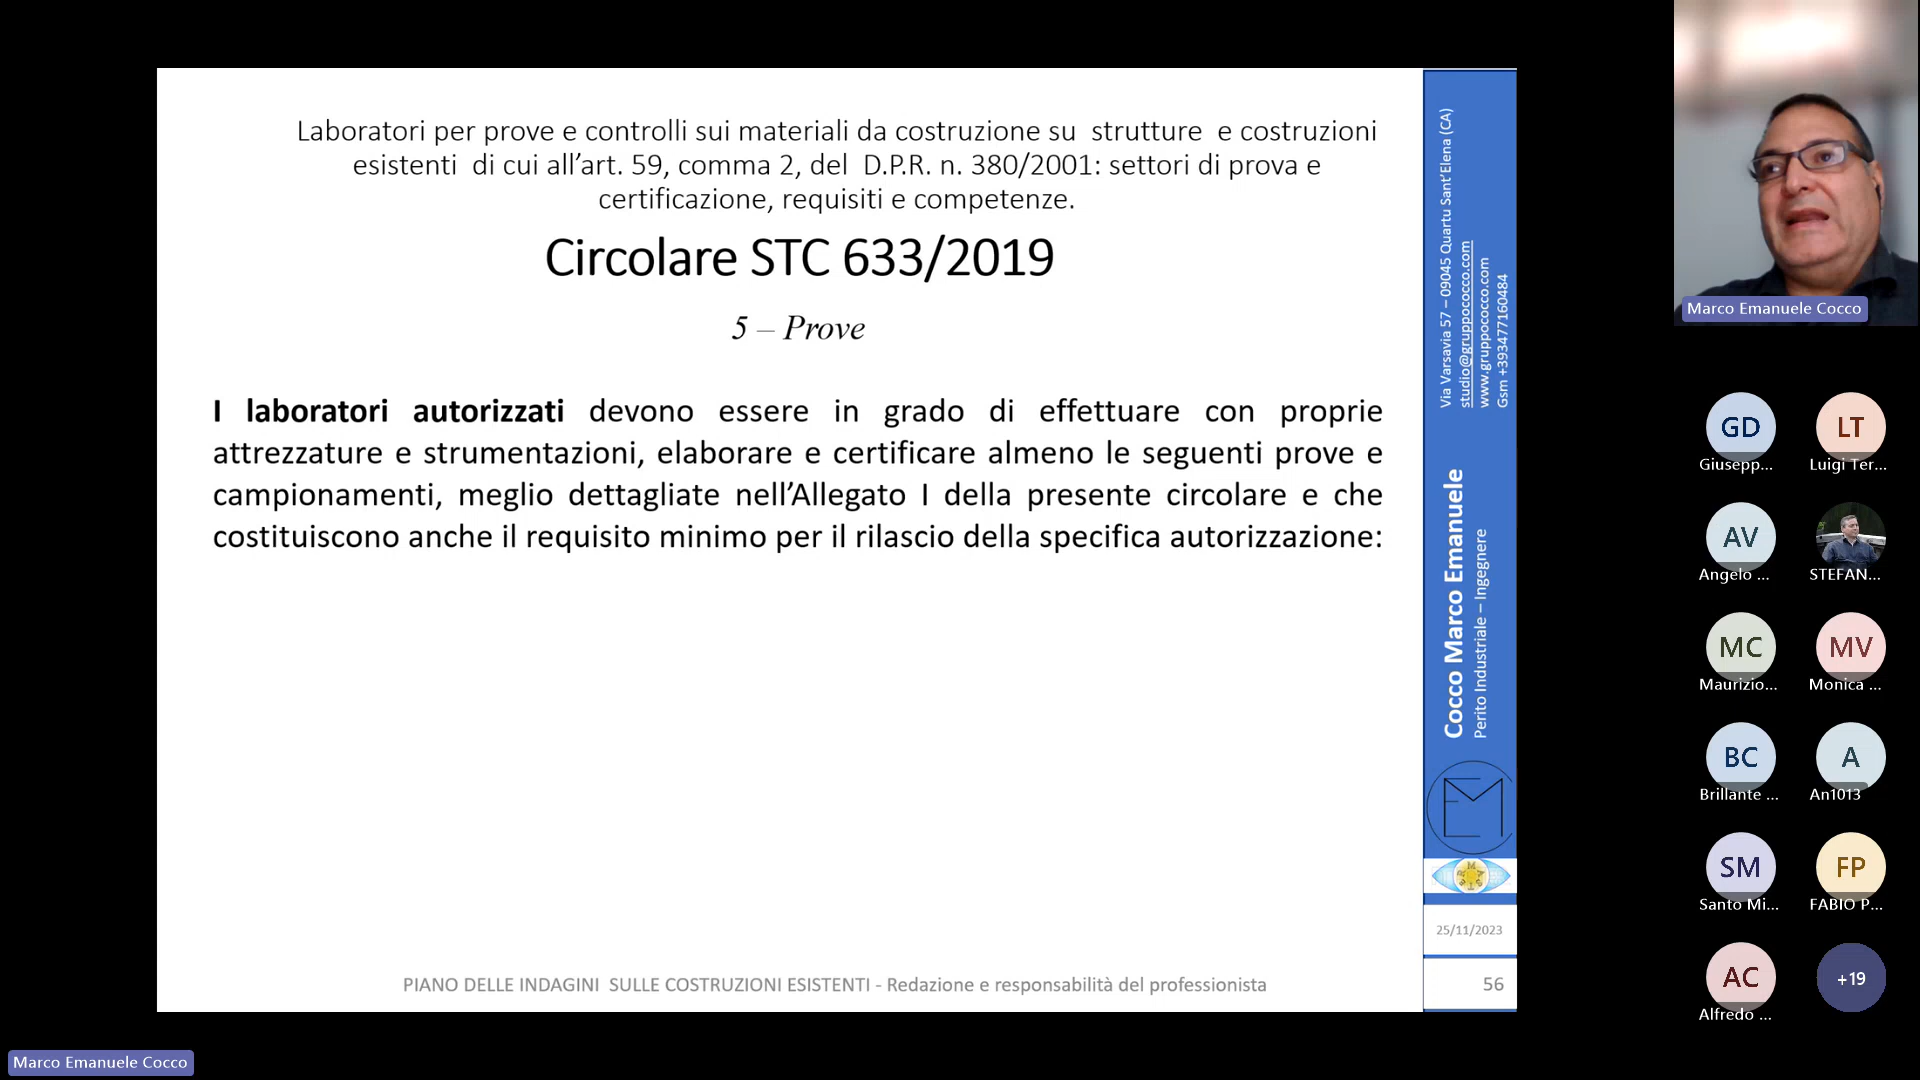 Laboratori per prove e controlli sui materiali da costruzione su strutture e costruzioni
esistenti di cui all’art. 59, comma 2, del D.P.R. n. 380/2001: settori di prova e
certificazione, requisiti e competenze.
Circolare STC 633/2019
5 – Prove
I laboratori autorizzati devono essere in grado di effettuare con proprie
attrezzature e strumentazioni, elaborare e certificare almeno le seguenti prove e
campionamenti, meglio dettagliate nell’Allegato I della presente circolare e che
costituiscono anche il requisito minimo per il rilascio della specifica autorizzazione:
PIANO DELLE INDAGINI SULLE COSTRUZIONI ESISTENTI - Redazione e responsabilità del professionista
Via Varsavia 57 – 09045 Quartu Sant’Elena (CA)
studio@gruppococco.com
www.gruppococco.com
Gsm +393477160484
Cocco Marco Emanuele
Perito Industriale – Ingegnere
25/11/2023
56
Marco Emanuele Cocco
GD
Giusepp...
LT
Luigi Ter...
AV
Angelo ...
STEFAN...
MC
Maurizio...
MV
Monica ...
BC
Brillante ...
A
An1013
SM
Santo Mi...
FP
FABIO P...
AC
Alfredo ...
+19
Marco Emanuele Cocco